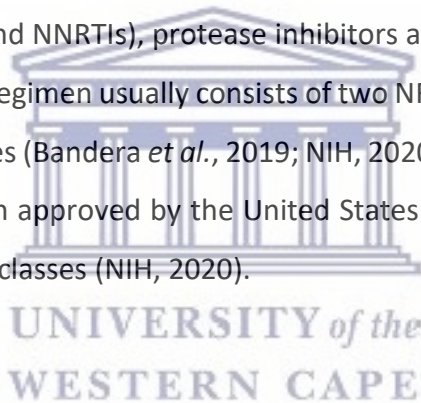 nd NNRTIs), protease inhibitors a
egimen usually consists of two NF
es (Bandera et al., 2019; NIH, 2020
n approved by the United States
classes (NIH, 2020).
UNIVERSITY of the
WESTERN CAPE